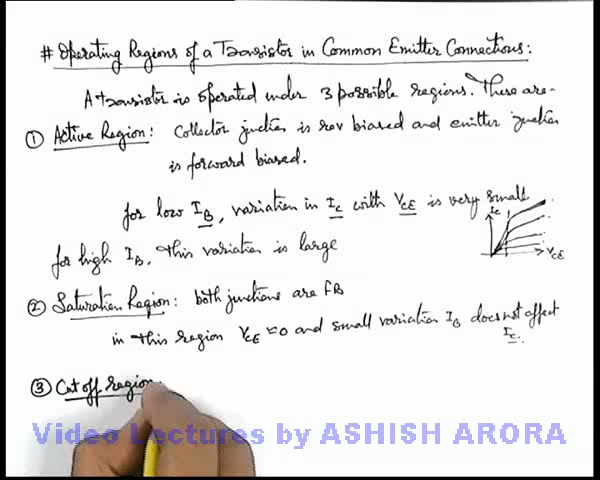 # Operating Regions of a Transistor in Common Emitter Connections:
A transistor is operated under 3 possible regions. These are-
① Active Region: Collector junction is rev biased and emitter junction
is forward biased.
for low IB, variation in Ic with VCE is very small
for high IB, This variation is large
Ic
VCE
② Saturation Region: both junctions are FB
in this region VCE ≈ 0 and small variation IB does not affect
Ic.
③ Cut off Region:
Video Lectures by ASHISH ARORA